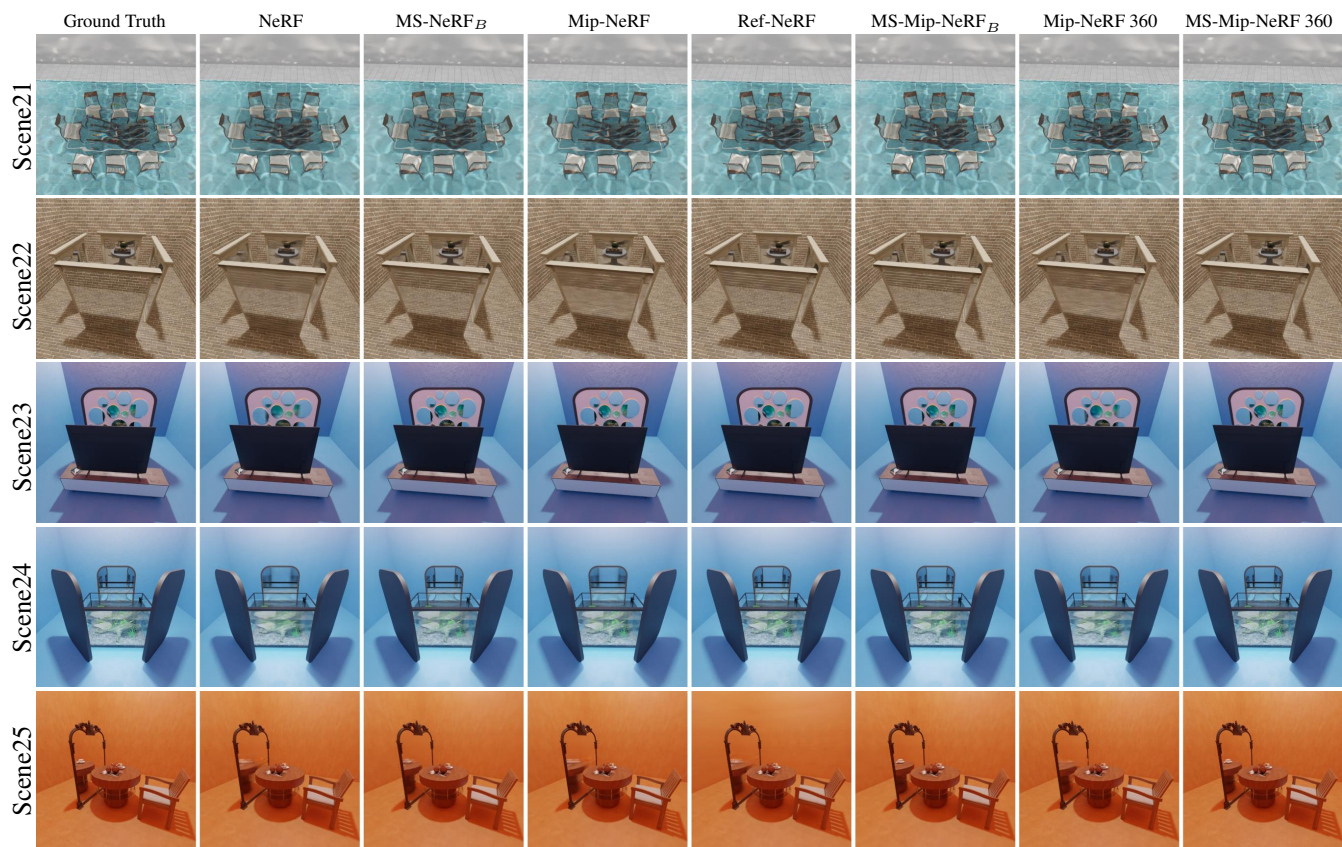 Ground Truth NeRF MS-NeRF_B Mip-NeRF Ref-NeRF MS-Mip-NeRF_B Mip-NeRF 360 MS-Mip-NeRF 360
Scene21
Scene22
Scene23
Scene24
Scene25